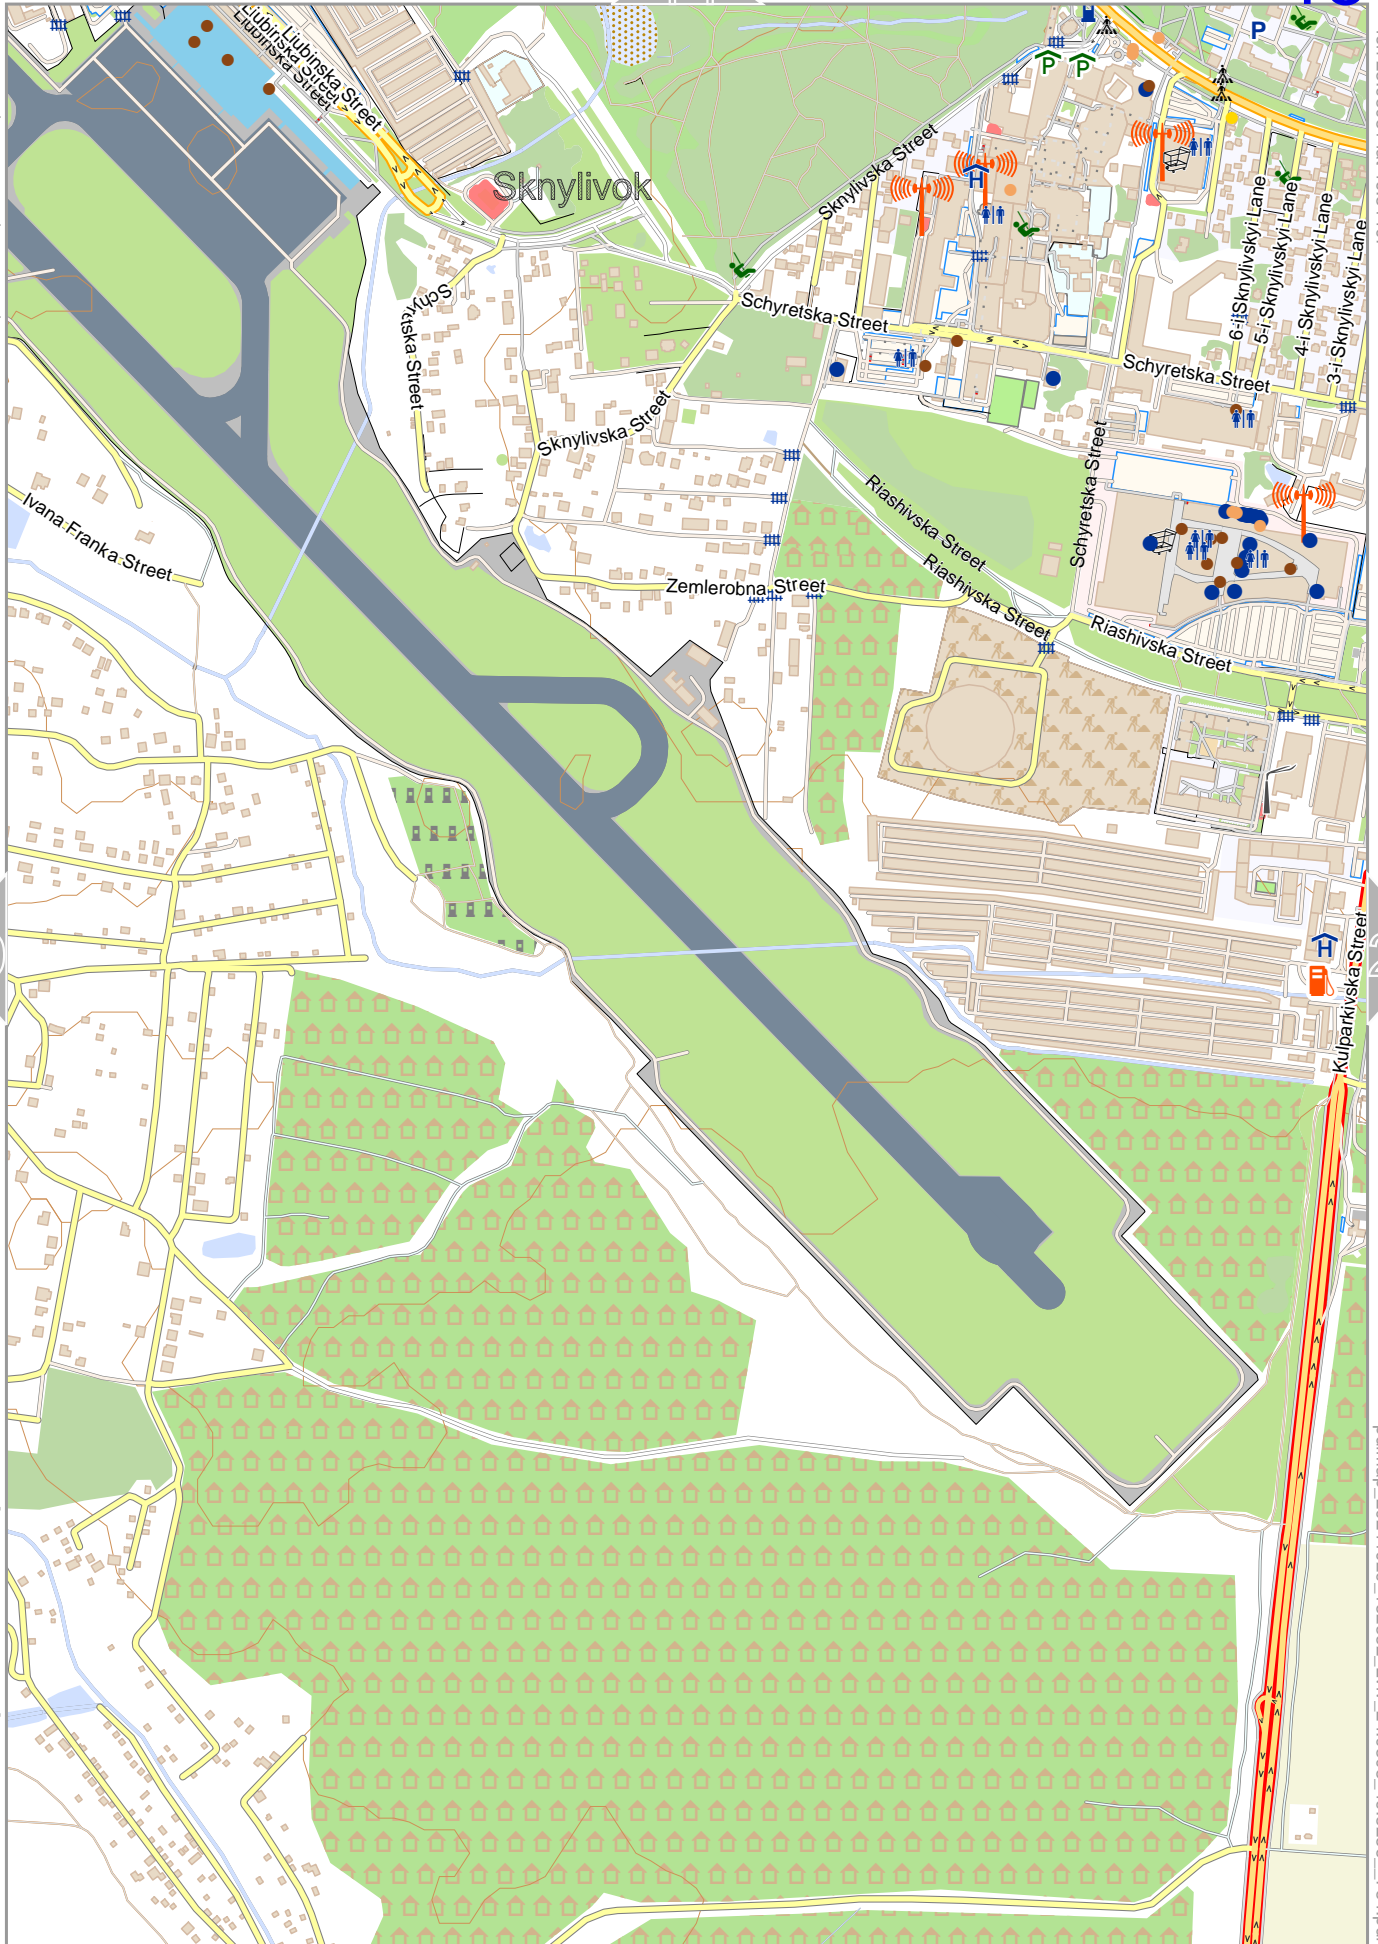 Liubinska Street
Liubinska Street
Liubinska Street
P
P
P
Sknylivok
Sknylivska Street
H
6-i Sknylivskyi Lane
5-i Sknylivskyi Lane
4-i Sknylivskyi Lane
3-i Sknylivskyi Lane
Schyretska Street
Schyretska Street
Schyretska Street
Sknylivska Street
Schyretska Street
Riashivska Street
Ivana Franka Street
Zemlerobna Street
Riashivska Street
Riashivska Street
Kulparkivska Street
H